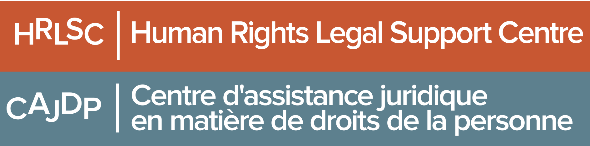 HRLSC | Human Rights Legal Support Centre
CAJDP | Centre d'assistance juridique
en matière de droits de la personne